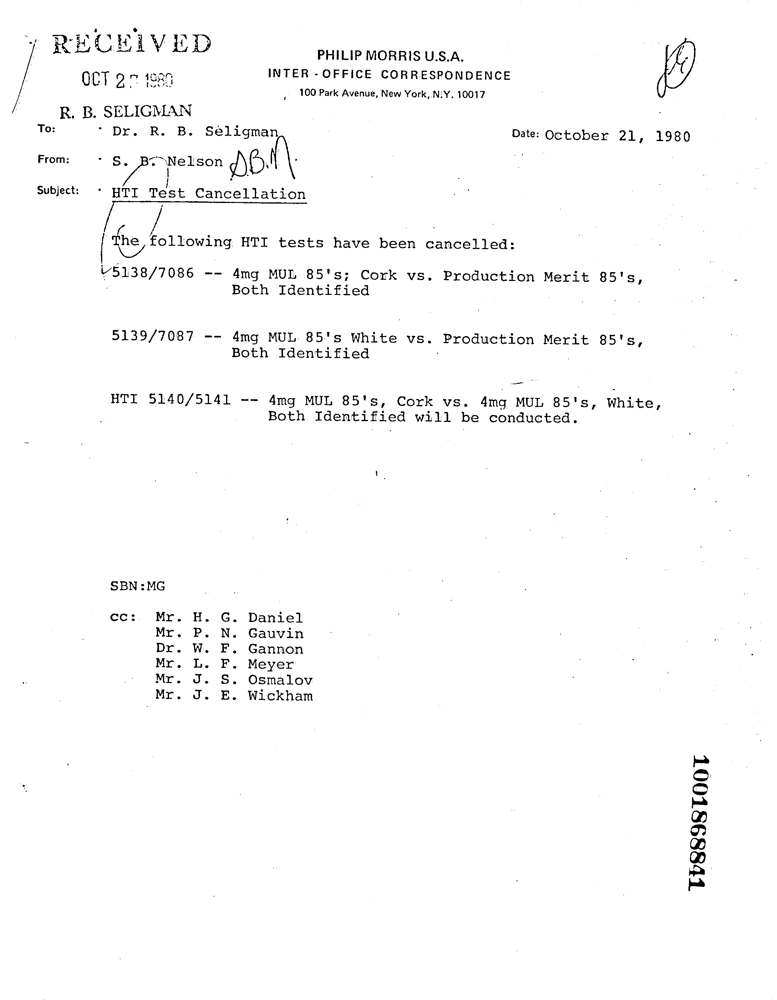 RECEIVED
OCT 2 1980
R. B. SELIGMAN
PHILIP MORRIS U.S.A.
INTER - OFFICE CORRESPONDENCE
100 Park Avenue, New York, N.Y. 10017
To: Dr. R. B. Seligman
Date: October 21, 1980
From: S. B. Nelson
Subject: HTI Test Cancellation
The following HTI tests have been cancelled:
5138/7086 -- 4mg MUL 85's; Cork vs. Production Merit 85's,
Both Identified
5139/7087 -- 4mg MUL 85's White vs. Production Merit 85's,
Both Identified
HTI 5140/5141 -- 4mg MUL 85's, Cork vs. 4mg MUL 85's, White,
Both Identified will be conducted.
SBN:MG
cc: Mr. H. G. Daniel
Mr. P. N. Gauvin
Dr. W. F. Gannon
Mr. L. F. Meyer
Mr. J. S. Osmalov
Mr. J. E. Wickham
1001868841